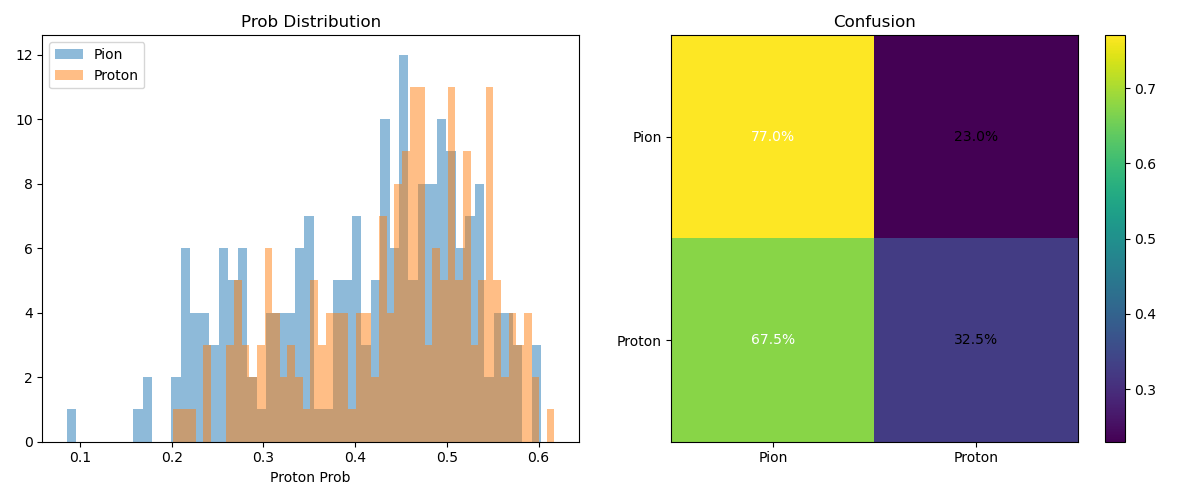 Prob Distribution
Pion
Proton
12
10
8
6
4
2
0
0.1 0.2 0.3 0.4 0.5 0.6
Proton Prob
Confusion
Pion
77.0% 23.0%
Proton
67.5% 32.5%
Pion Proton
0.7
0.6
0.5
0.4
0.3